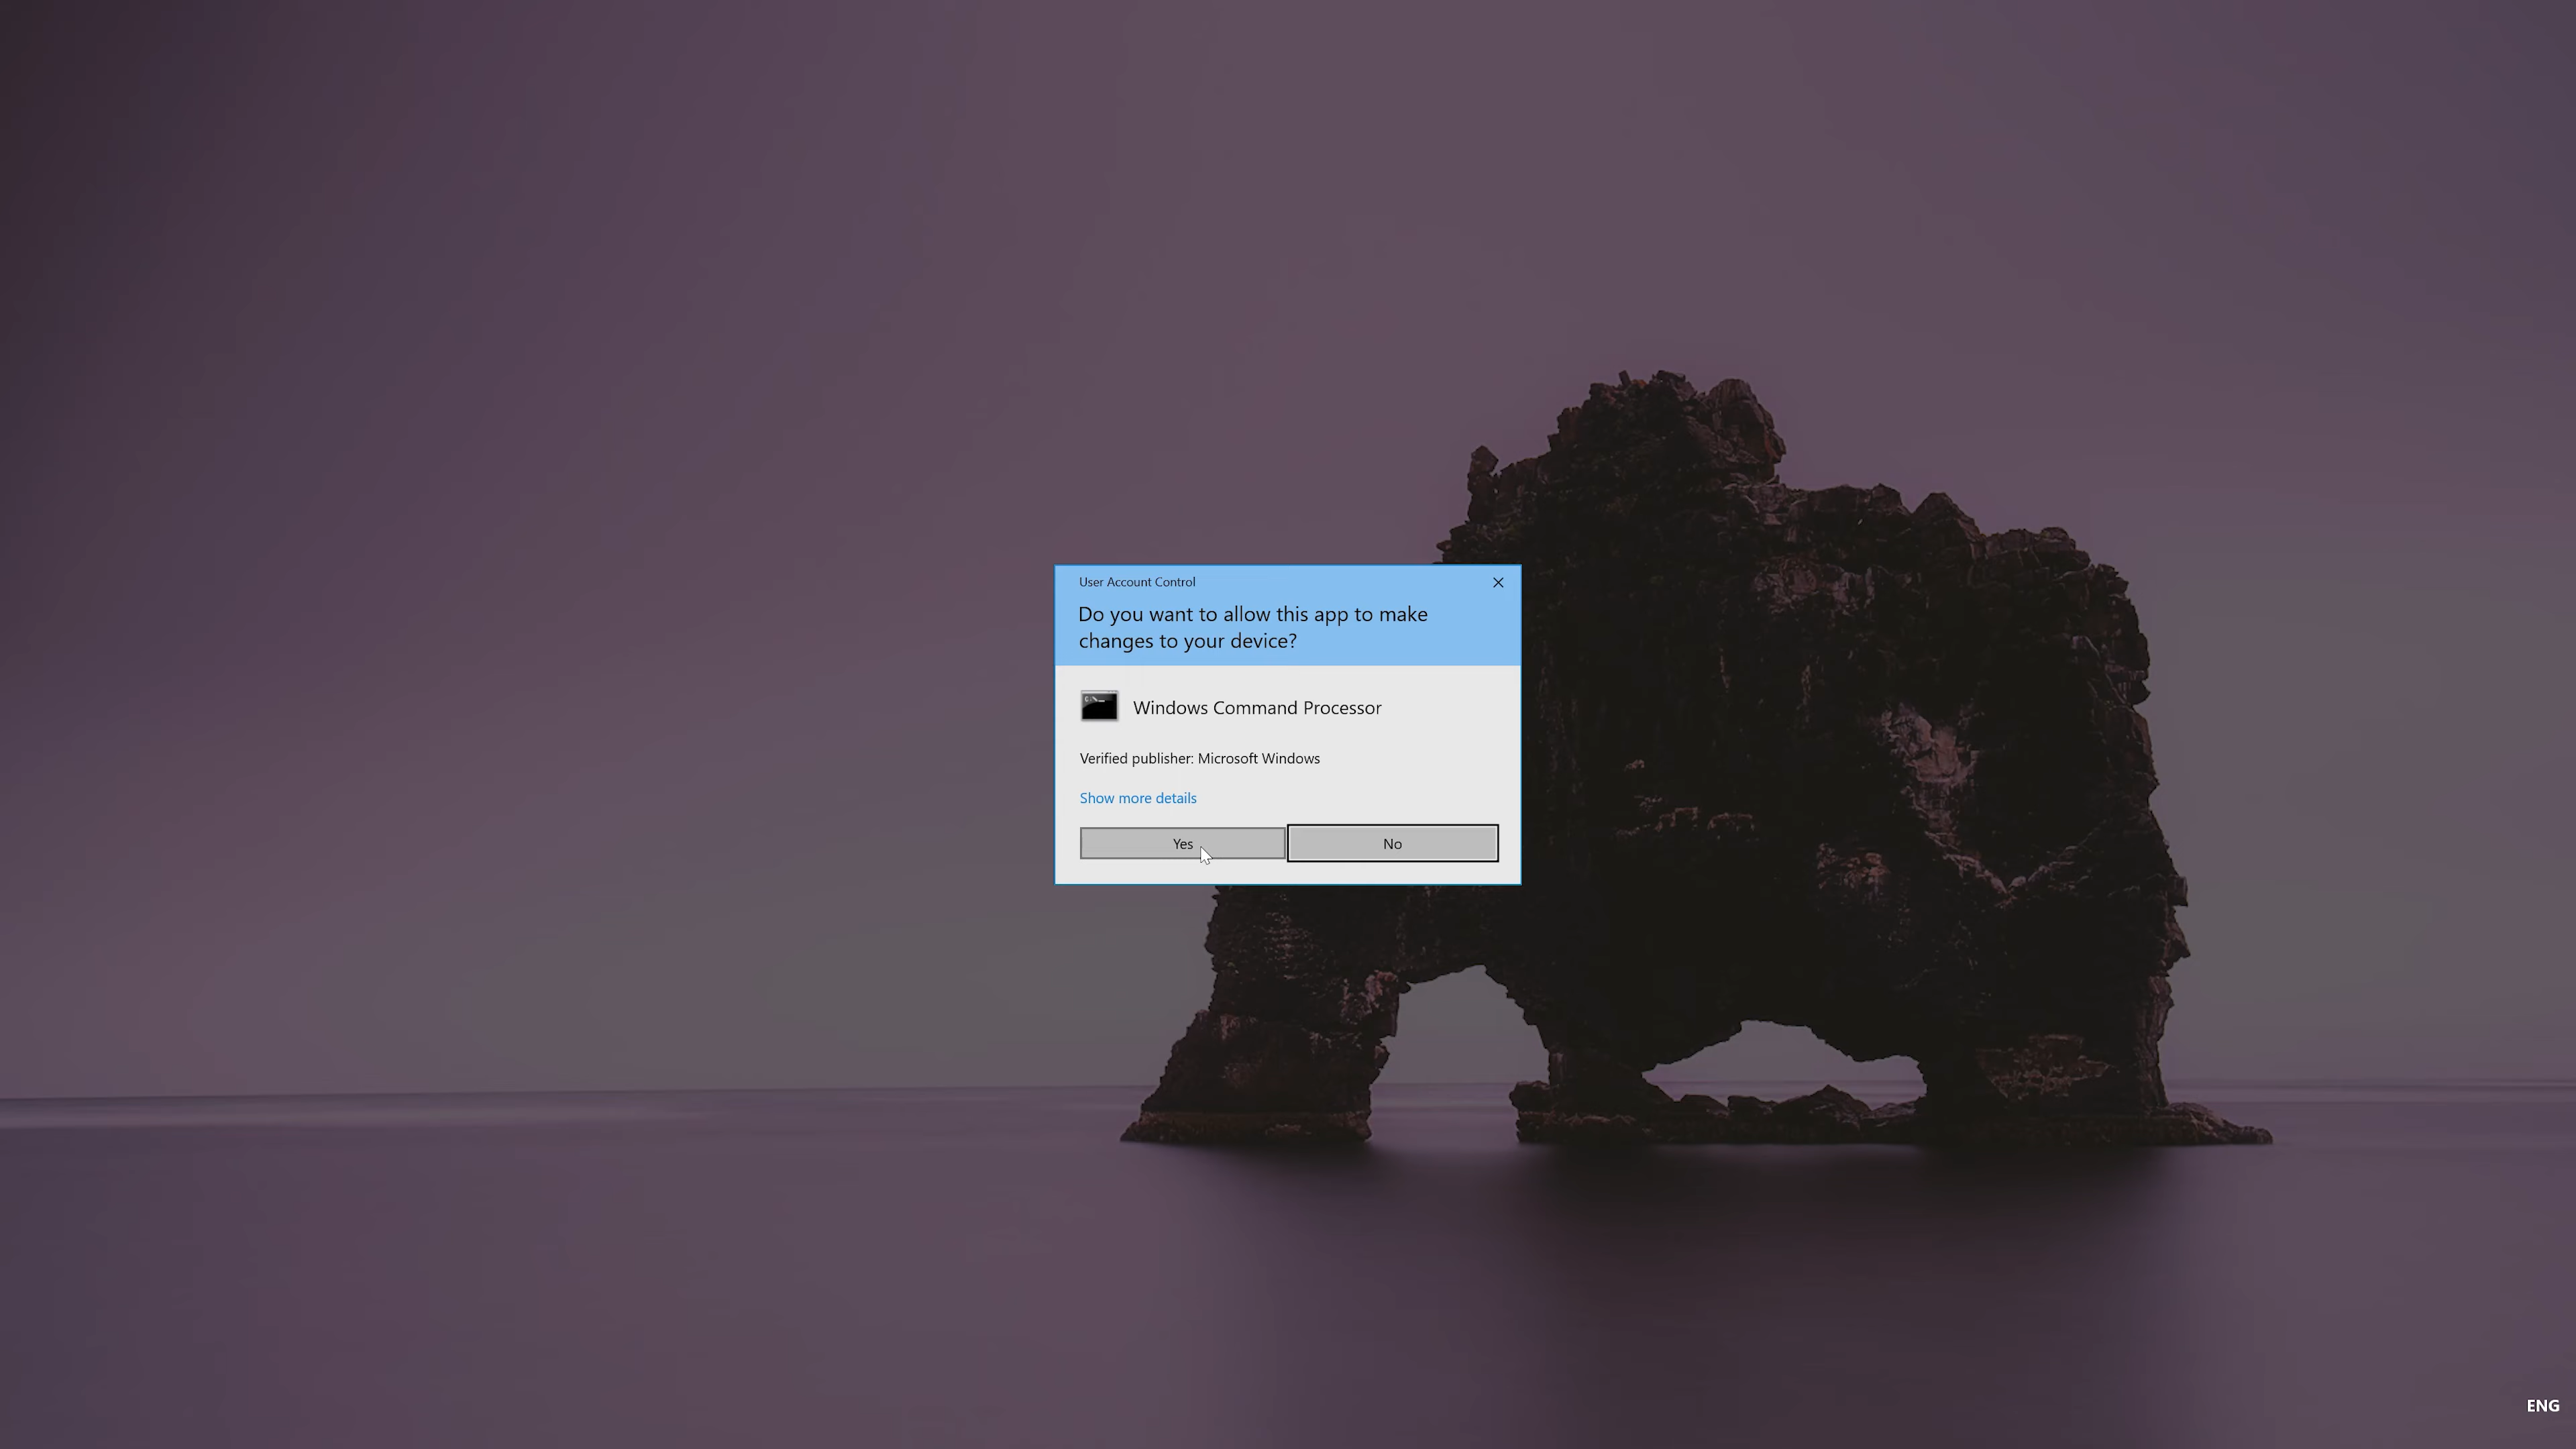 User Account Control
Do you want to allow this app to make
changes to your device?
Windows Command Processor
Verified publisher: Microsoft Windows
Show more details
Yes
No
ENG